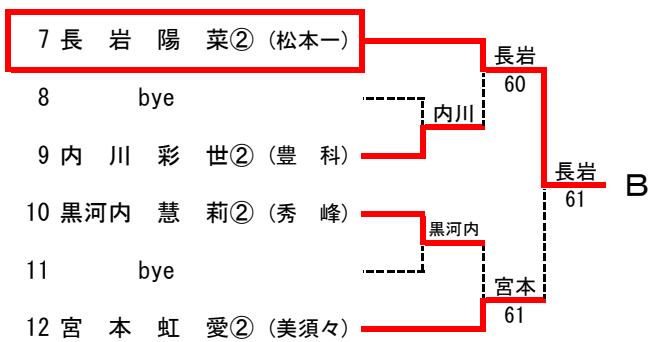 7 長 岩 陽 菜② (松本一)
長岩
60
8 bye
内川
9 内 川 彩 世② (豊 科)
長岩
61
B
10 黒河内 慧 莉② (秀 峰)
黒河内
11 bye
宮本
61
12 宮 本 虹 愛② (美須々)